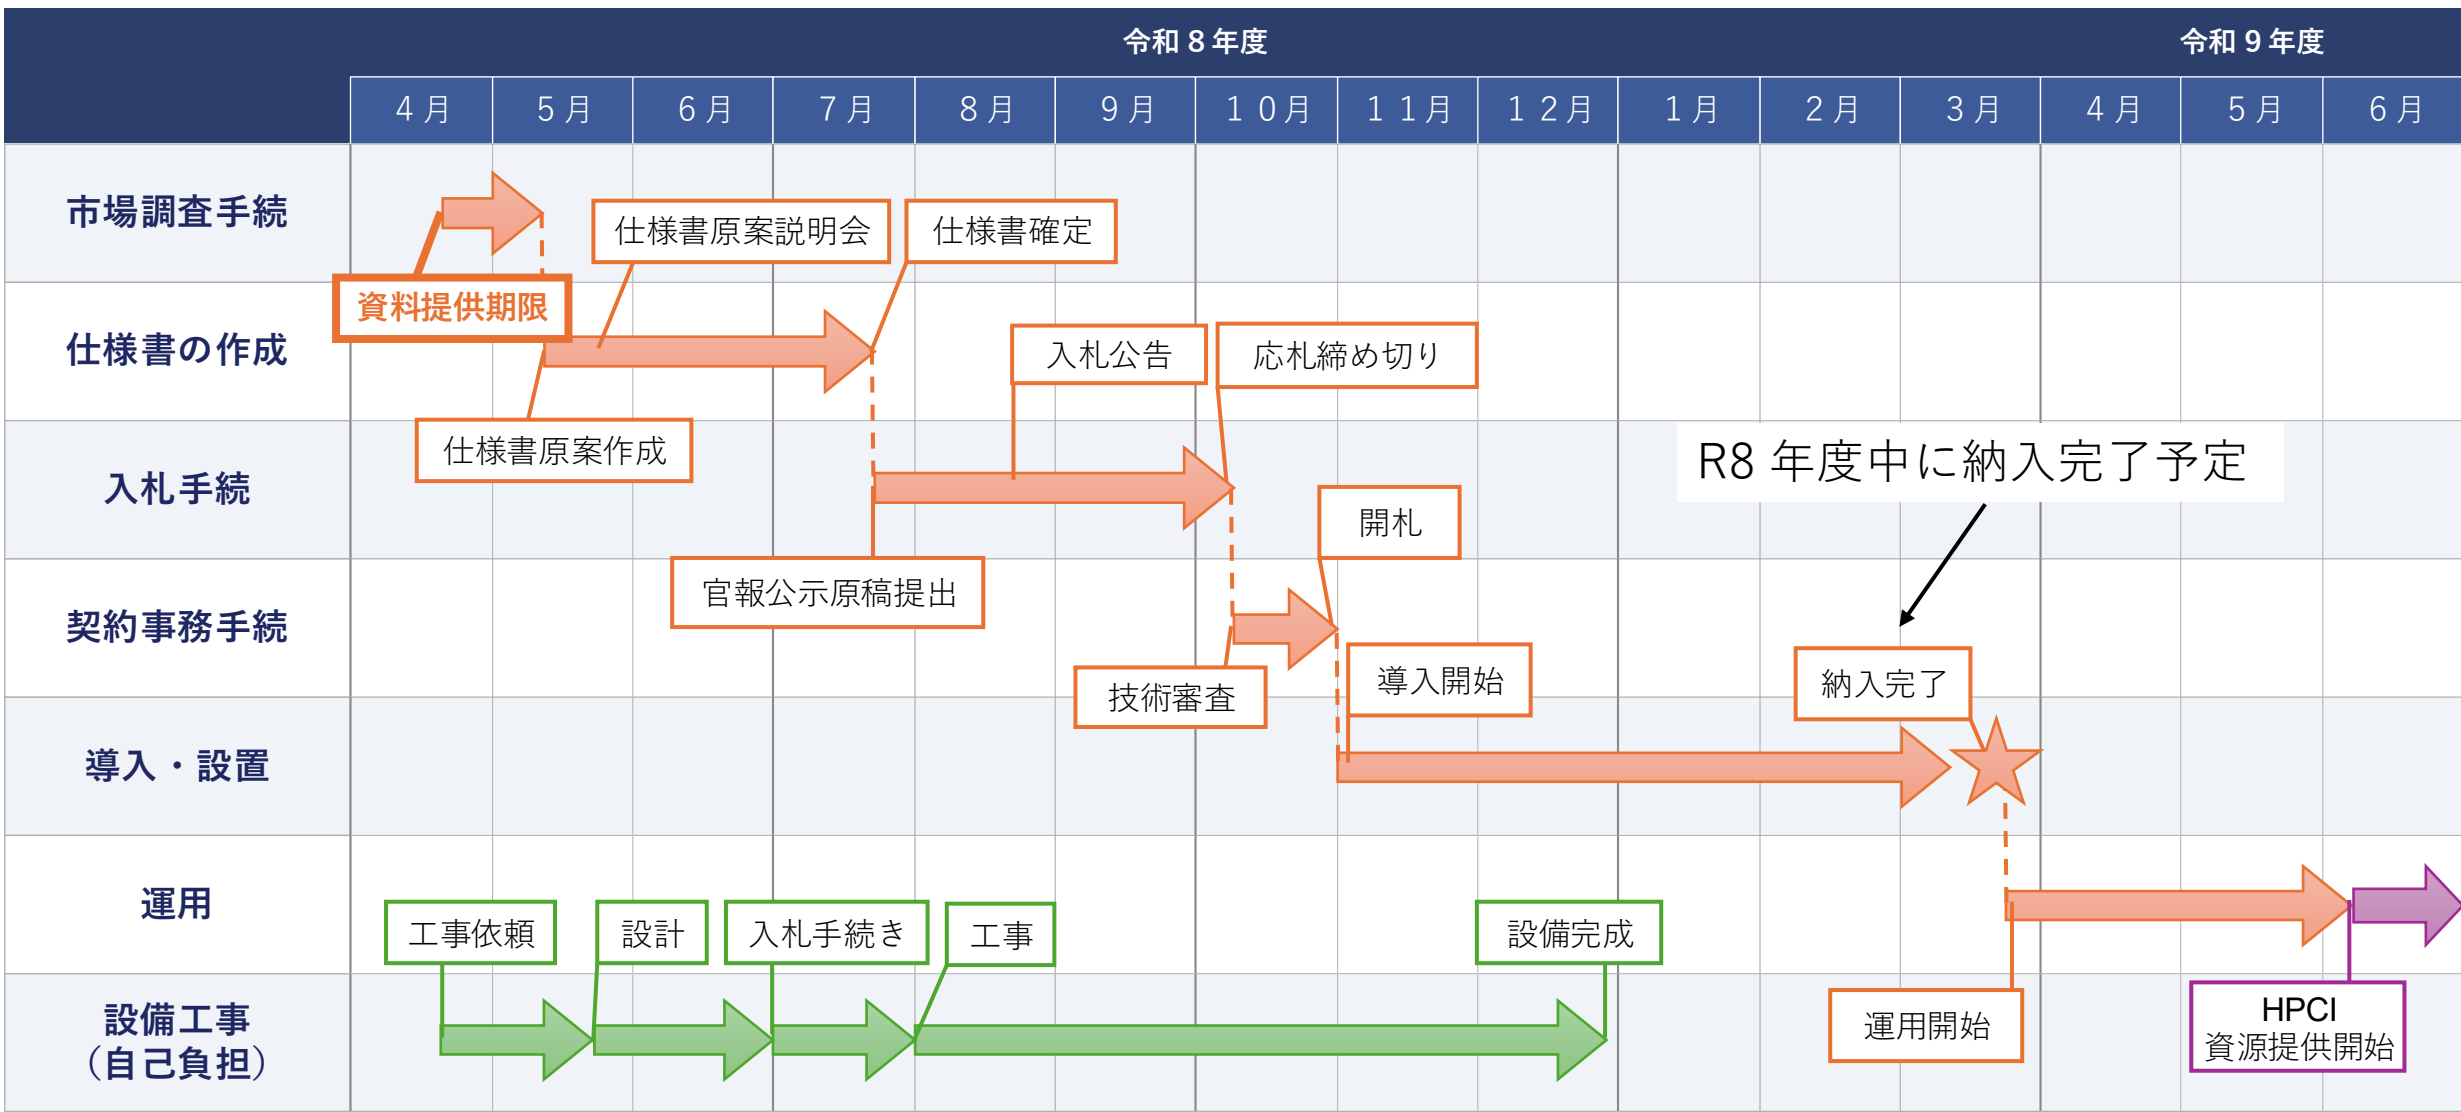 令和８年度
令和９年度
４月
５月
６月
７月
８月
９月
１０月
１１月
１２月
１月
２月
３月
４月
５月
６月
市場調査手続
仕様書原案説明会
仕様書確定
資料提供期限
仕様書の作成
入札公告
応札締め切り
仕様書原案作成
R8 年度中に納入完了予定
入札手続
開札
官報公示原稿提出
契約事務手続
技術審査
導入開始
納入完了
導入・設置
運用
工事依頼
設計
入札手続き
工事
設備完成
設備工事
（自己負担）
運用開始
HPCI
資源提供開始